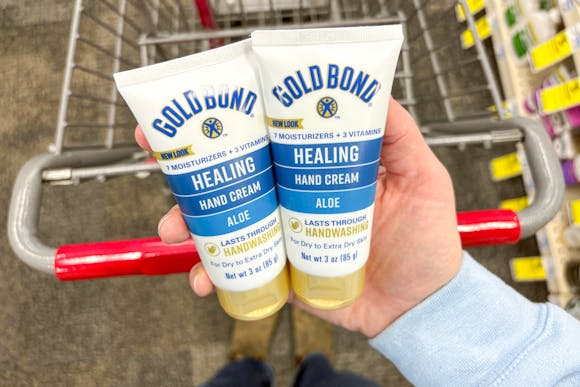 GOLD BOND®
NEW LOOK
7 MOISTURIZERS + 3 VITAMINS
HEALING
HAND CREAM
ALOE
LASTS THROUGH
HANDWASHING
For Dry to Extra Dry Skin
Net wt 3 oz (85 g)
GOLD BOND®
NEW LOOK
7 MOISTURIZERS + 3 VITAMINS
HEALING
HAND CREAM
ALOE
LASTS THROUGH
HANDWASHING
For Dry to Extra Dry Skin
Net wt 3 oz (85 g)